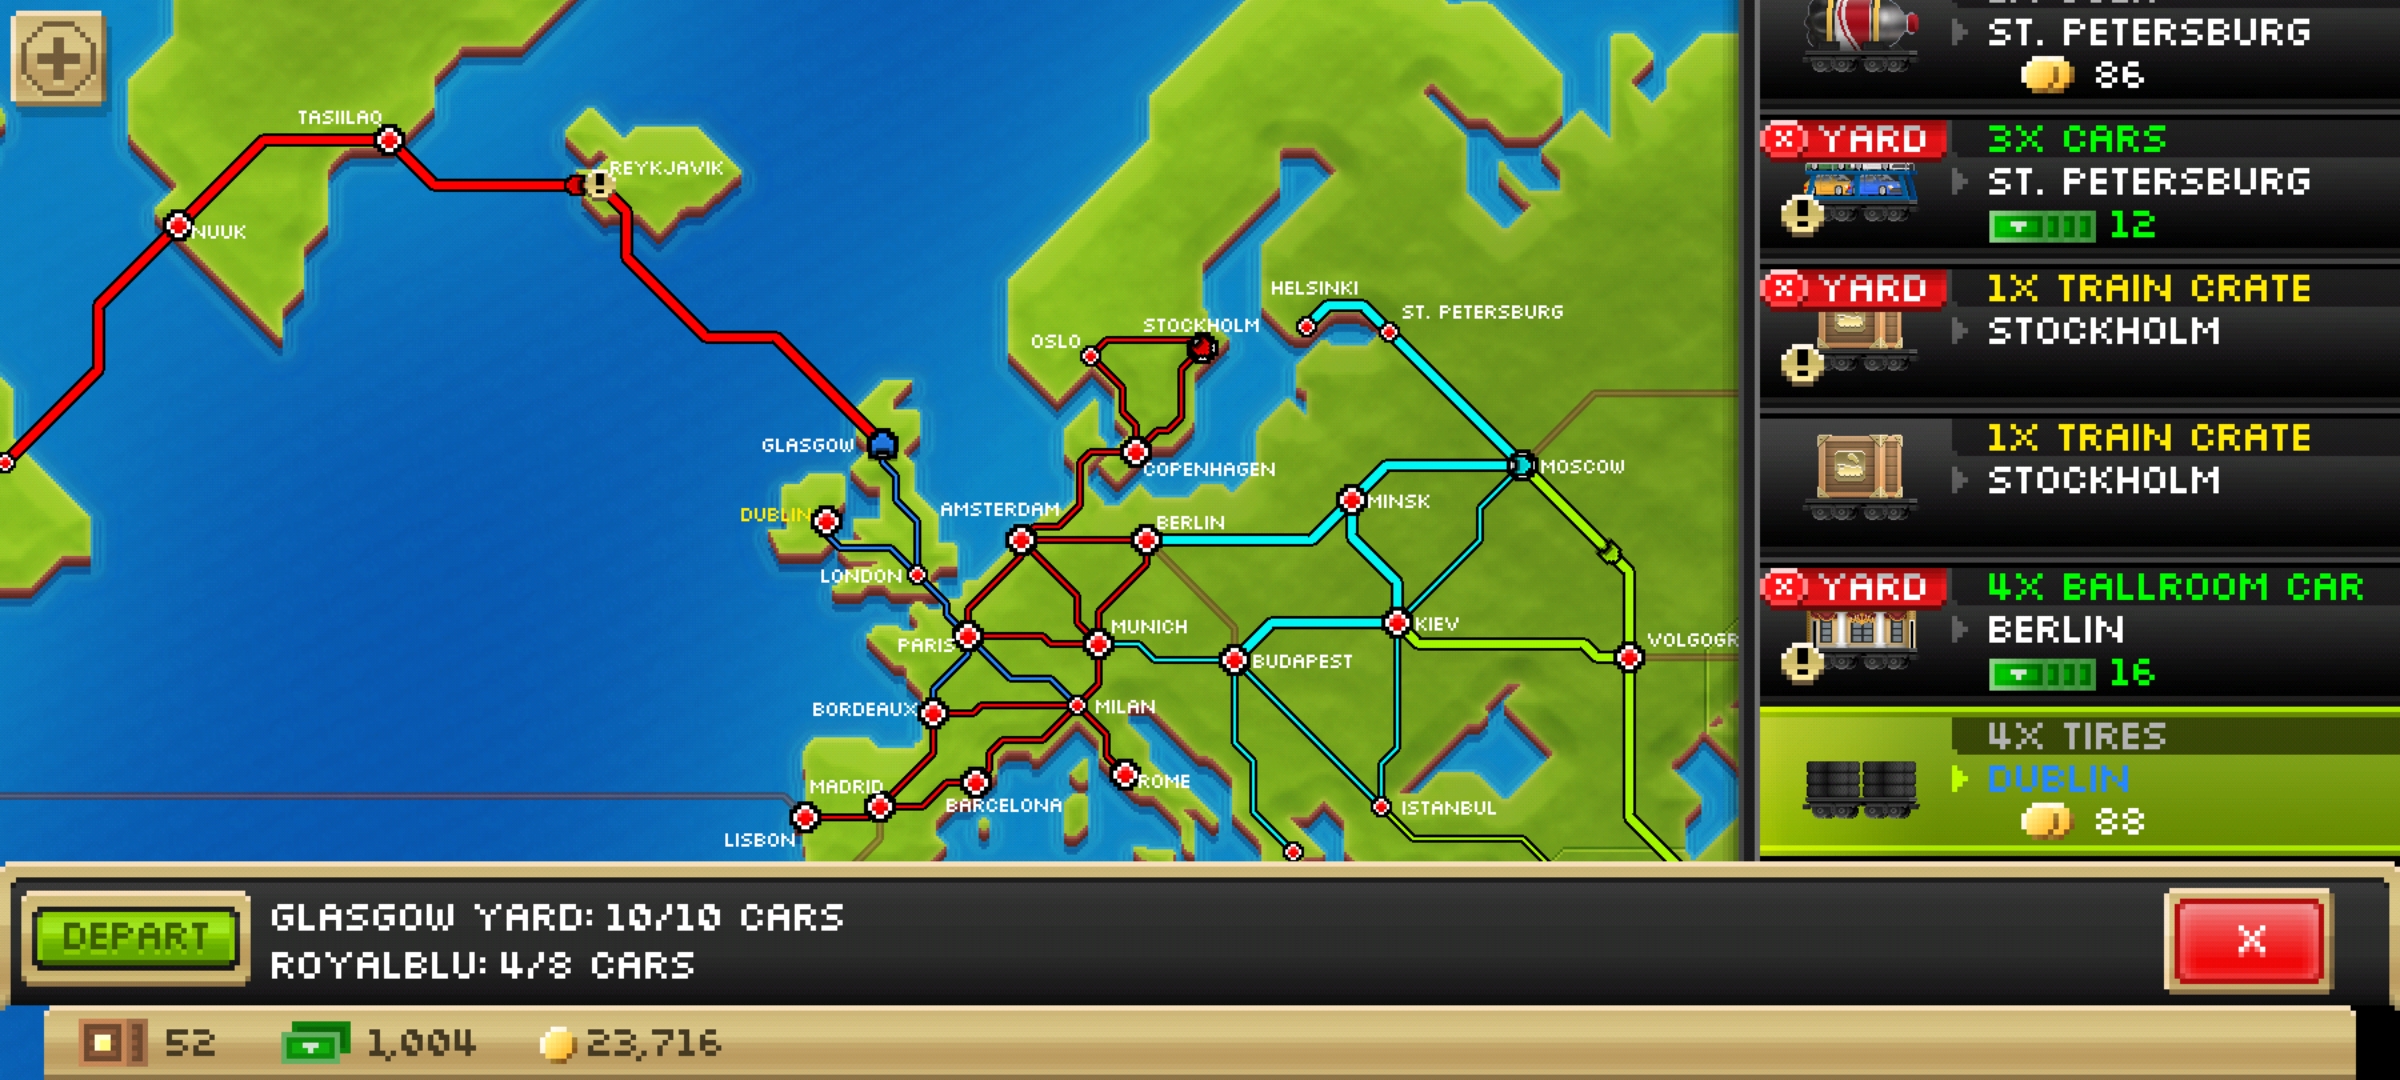 TASIILAQ
NUUK
REYKJAVIK
GLASGOW
DUBLIN
LONDON
PARIS
BORDEAUX
MADRID
LISBON
BARCELONA
ROME
MILAN
MUNICH
AMSTERDAM
BERLIN
COPENHAGEN
OSLO
STOCKHOLM
HELSINKI
ST. PETERSBURG
MOSCOW
MINSK
KIEV
BUDAPEST
ISTANBUL
VOLGOGR
ST. PETERSBURG
86
YARD
3X CARS
ST. PETERSBURG
12
YARD
1X TRAIN CRATE
STOCKHOLM
1X TRAIN CRATE
STOCKHOLM
YARD
4X BALLROOM CAR
BERLIN
16
4X TIRES
DUBLIN
88
DEPART
GLASGOW YARD: 10/10 CARS
ROYALBLU: 4/8 CARS
X
52
1,004
23,716